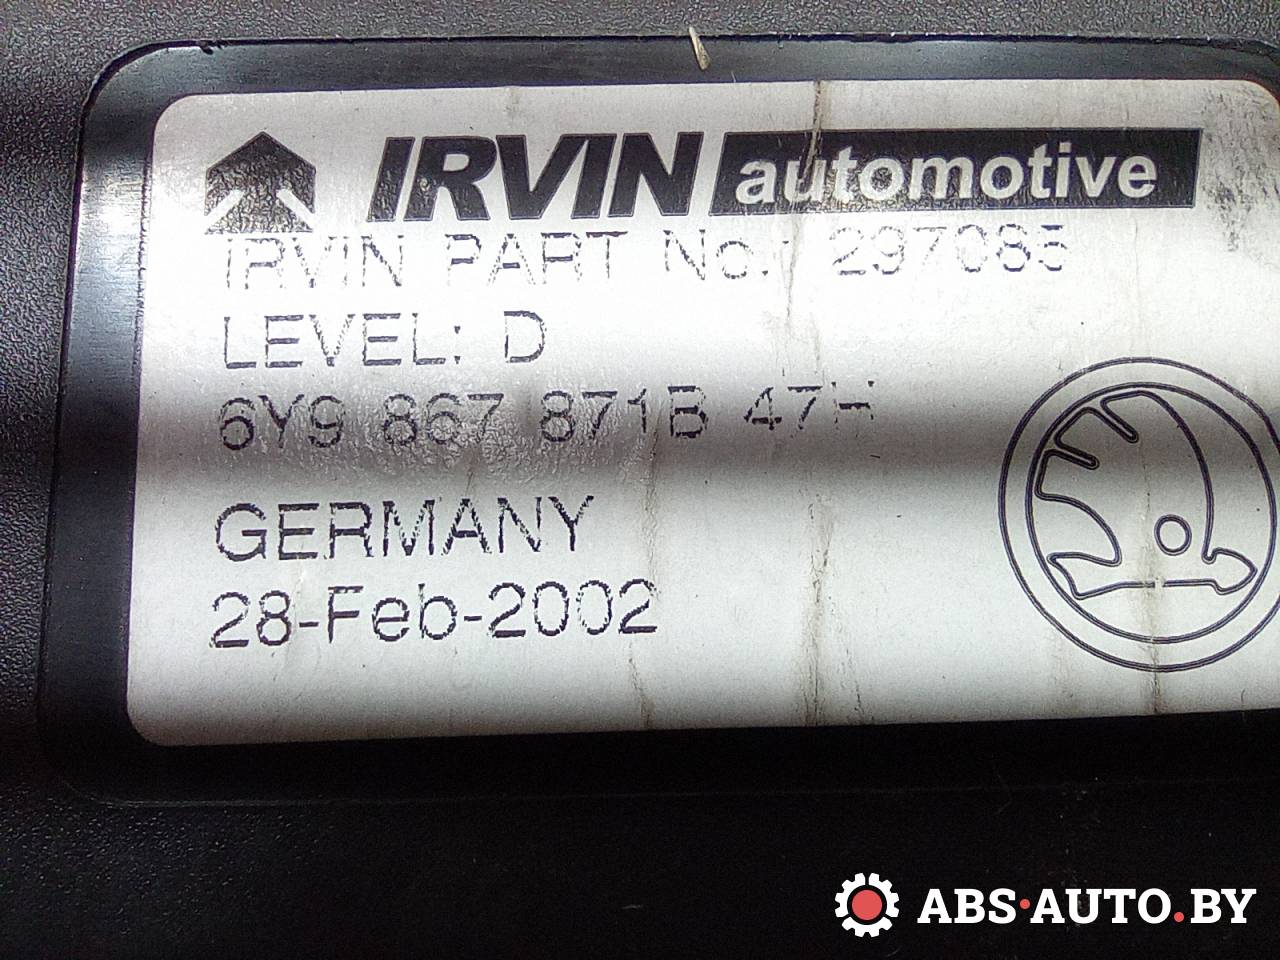 IRVIN automotive
IRVIN PART No.: 297085
LEVEL: D
6Y9 867 871B 47H
GERMANY
28-Feb-2002
ABS·AUTO.BY